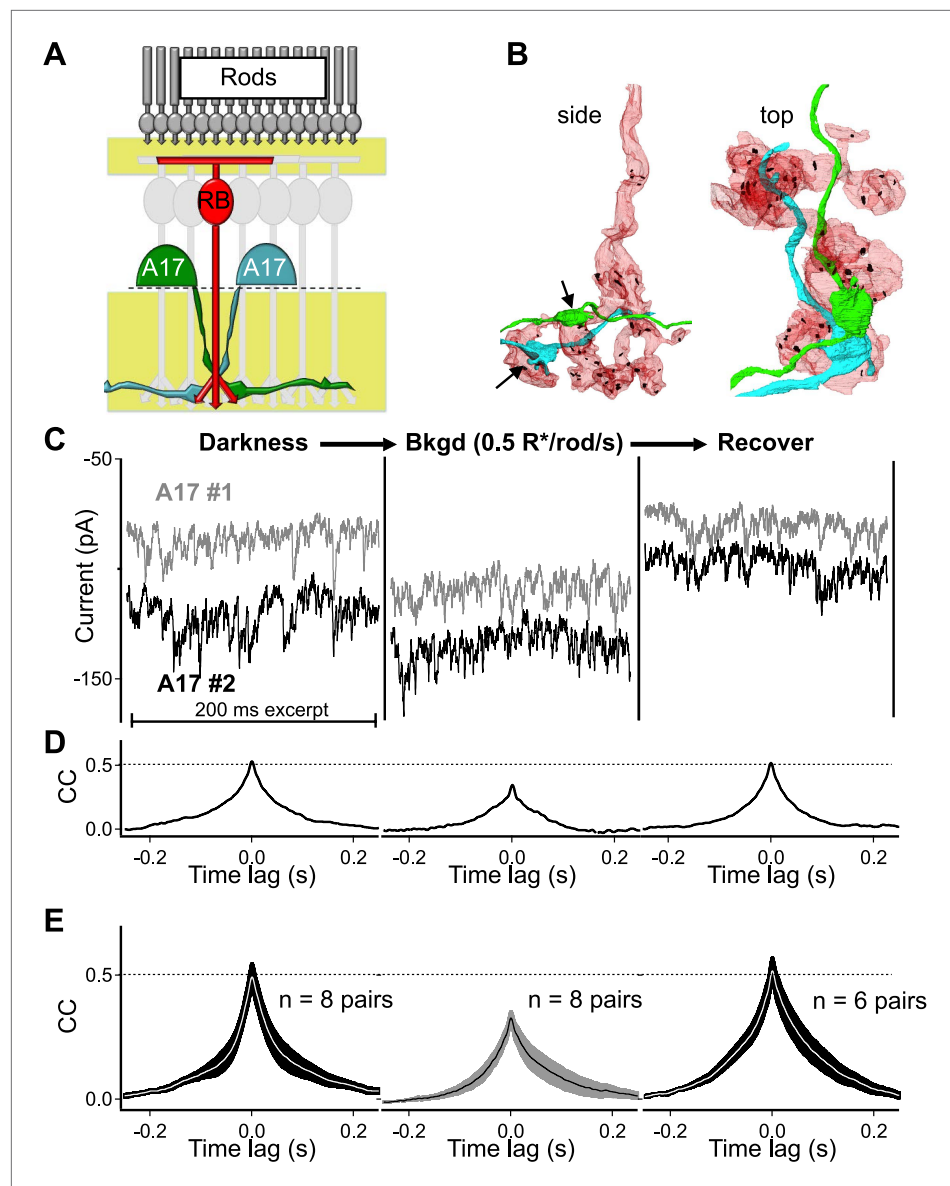 A
Rods
RB
A17
A17
B
side
top
C
Darkness
Bkgd (0.5 R*/rod/s)
Recover
-50
Current (pA)
-150
A17 #1
A17 #2
200 ms excerpt
D
CC
0.5
0.0
-0.2
0.0
0.2
-0.2
0.0
0.2
-0.2
0.0
0.2
Time lag (s)
Time lag (s)
Time lag (s)
E
CC
0.5
0.0
n = 8 pairs
n = 8 pairs
n = 6 pairs
-0.2
0.0
0.2
-0.2
0.0
0.2
-0.2
0.0
0.2
Time lag (s)
Time lag (s)
Time lag (s)